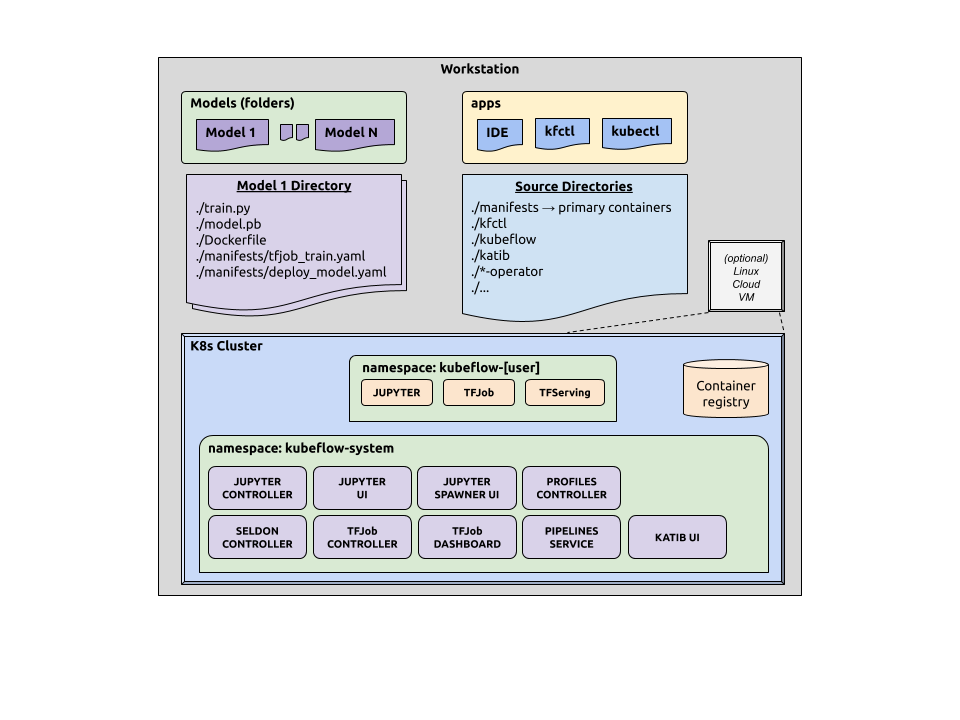 Workstation
Models (folders)
Model 1
Model N
apps
IDE
kfctl
kubectl
Model 1 Directory
./train.py
./model.pb
./Dockerfile
./manifests/tfjob_train.yaml
./manifests/deploy_model.yaml
Source Directories
./manifests → primary containers
./kfctl
./kubeflow
./katib
./*-operator
./...
(optional)
Linux
Cloud
VM
K8s Cluster
namespace: kubeflow-[user]
JUPYTER
TFJob
TFServing
Container
registry
namespace: kubeflow-system
JUPYTER
CONTROLLER
JUPYTER
UI
JUPYTER
SPAWNER UI
PROFILES
CONTROLLER
SELDON
CONTROLLER
TFJob
CONTROLLER
TFJob
DASHBOARD
PIPELINES
SERVICE
KATIB UI